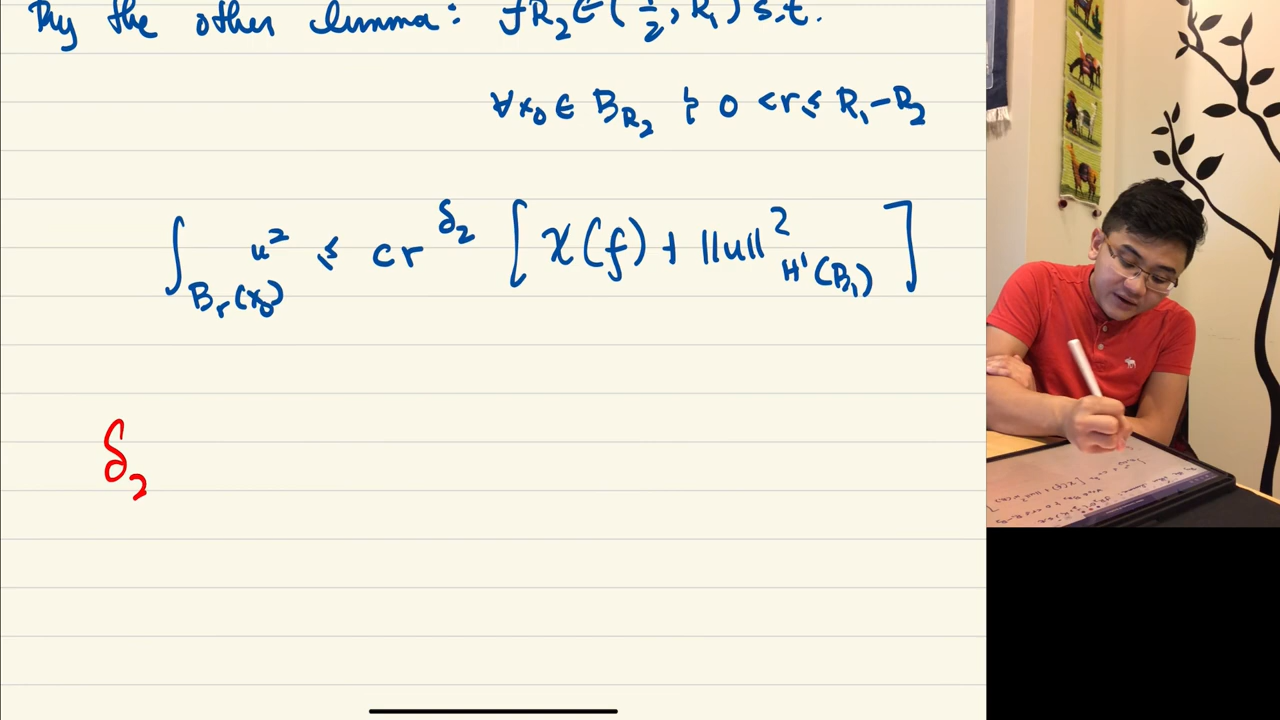 By the other lemma: ∃R₂∈(½, R₁) s.t.
∀x₀ ∈ B_{R₂} & 0 < r ≤ R₁-R₂
∫_{B_r(x₀)} u² ≤ c r^{δ₂} [ χ(f) + ||u||²_{H¹(B₁)} ]
δ₂